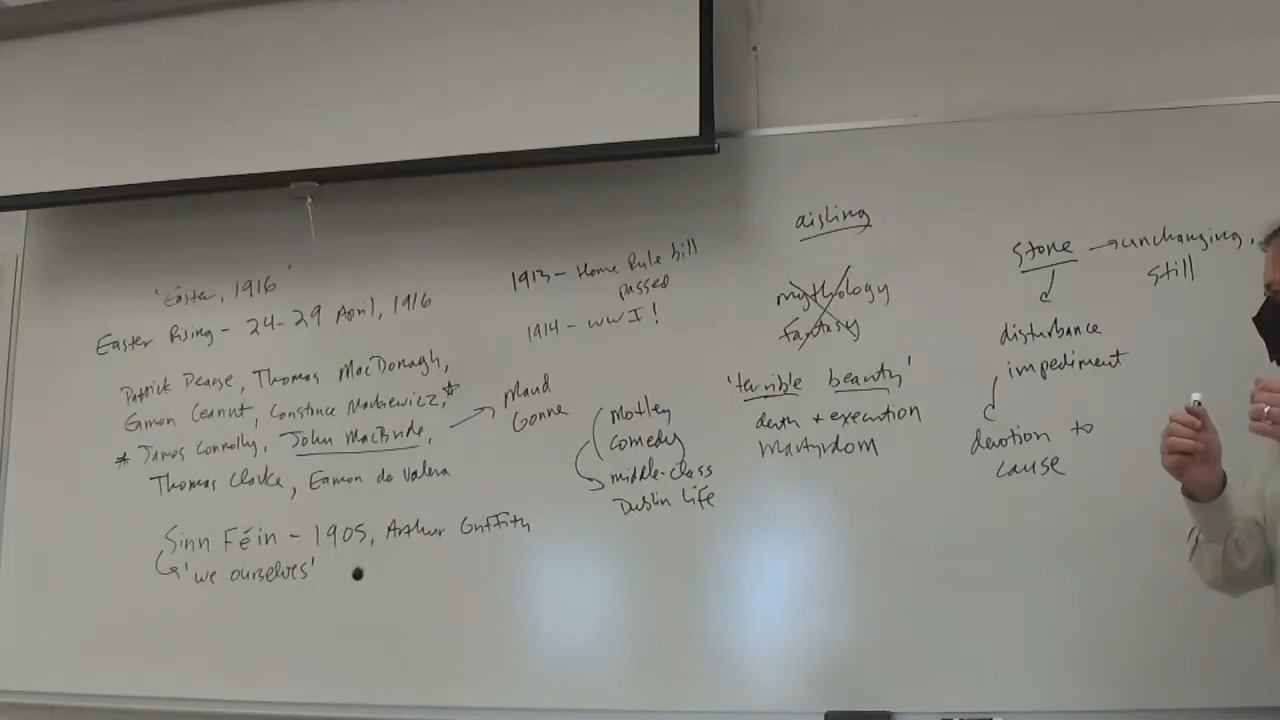 'Easter, 1916'
Easter Rising - 24-29 April, 1916
Patrick Pearse, Thomas MacDonagh,
Eamon Ceannt, Constance Markiewicz,*
* James Connolly, John MacBride, →
Thomas Clarke, Eamon de Valera
Sinn Féin - 1905, Arthur Griffith
↳ 'we ourselves'
1913 - Home Rule bill
passed
1914 - WWI!
Maud
Gonne
Motley
comedy
middle-class
Dublin Life
aisling
mythology
fantasy
'terrible beauty'
death + execution
Martyrdom
stone → unchanging,
still
disturbance
impediment
devotion to
cause